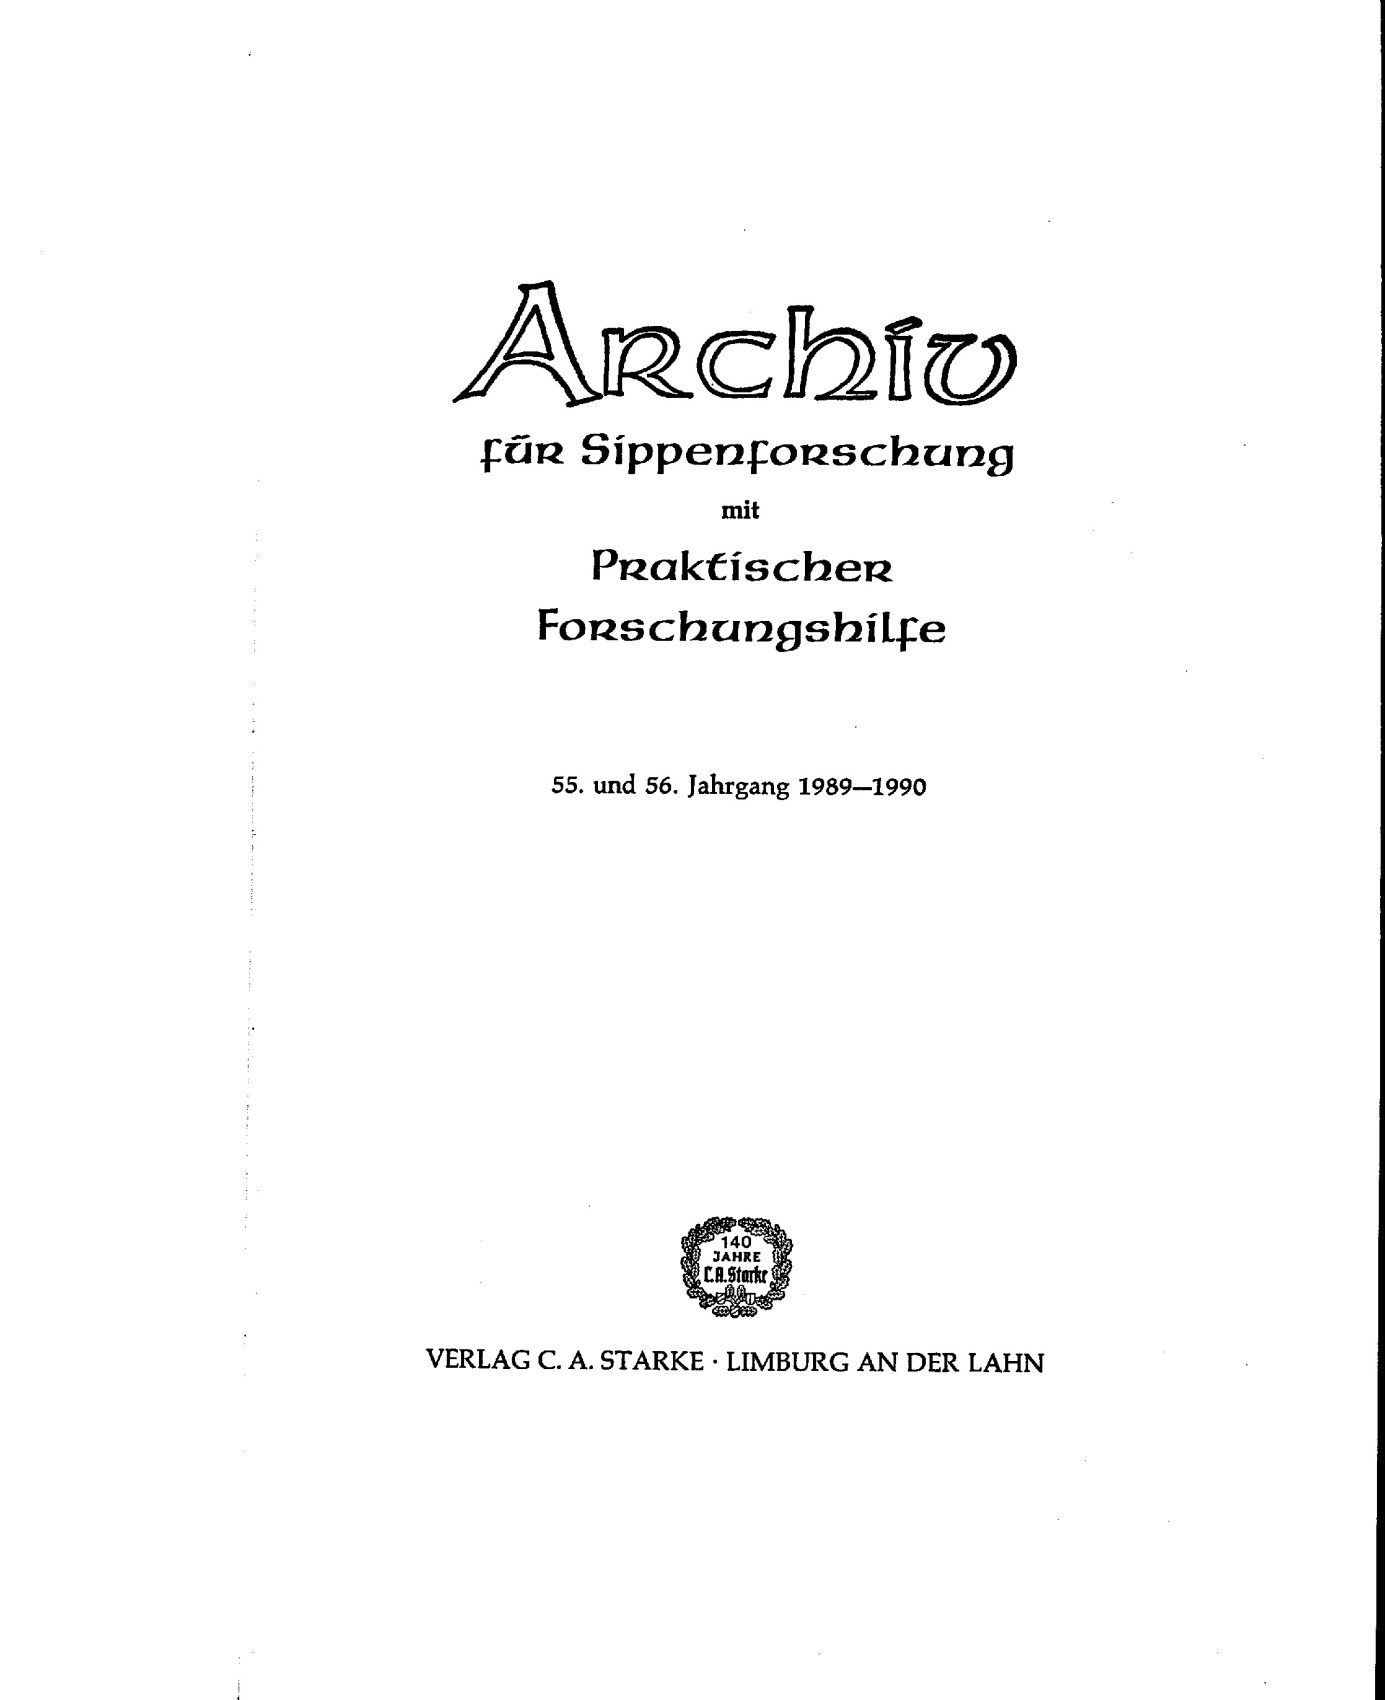 Archiv
für Sippenforschung
mit
Praktischer
Forschungshilfe
55. und 56. Jahrgang 1989—1990
140
JAHRE
C.A.Starke
VERLAG C. A. STARKE · LIMBURG AN DER LAHN